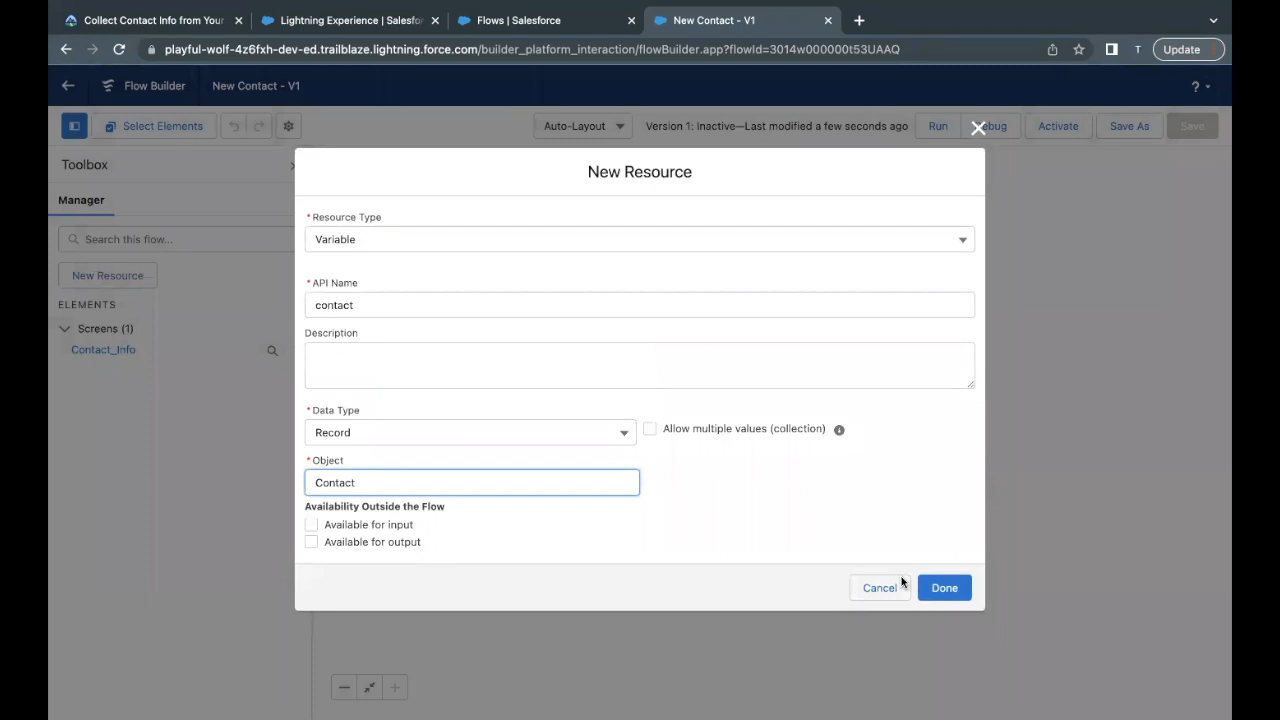 Collect Contact Info from Your
Lightning Experience | Salesfor
Flows | Salesforce
New Contact - V1
playful-wolf-4z6fxh-dev-ed.trailblaze.lightning.force.com/builder_platform_interaction/flowBuilder.app?flowId=3014w000000t53UAAQ
T
Update
Flow Builder
New Contact - V1
?
Select Elements
Auto-Layout
Version 1: Inactive—Last modified a few seconds ago
Run
Debug
Activate
Save As
Save
Toolbox
Manager
Search this flow...
New Resource
ELEMENTS
Screens (1)
Contact_Info
New Resource
* Resource Type
Variable
* API Name
contact
Description
* Data Type
Record
Allow multiple values (collection)
* Object
Contact
Availability Outside the Flow
Available for input
Available for output
Cancel
Done